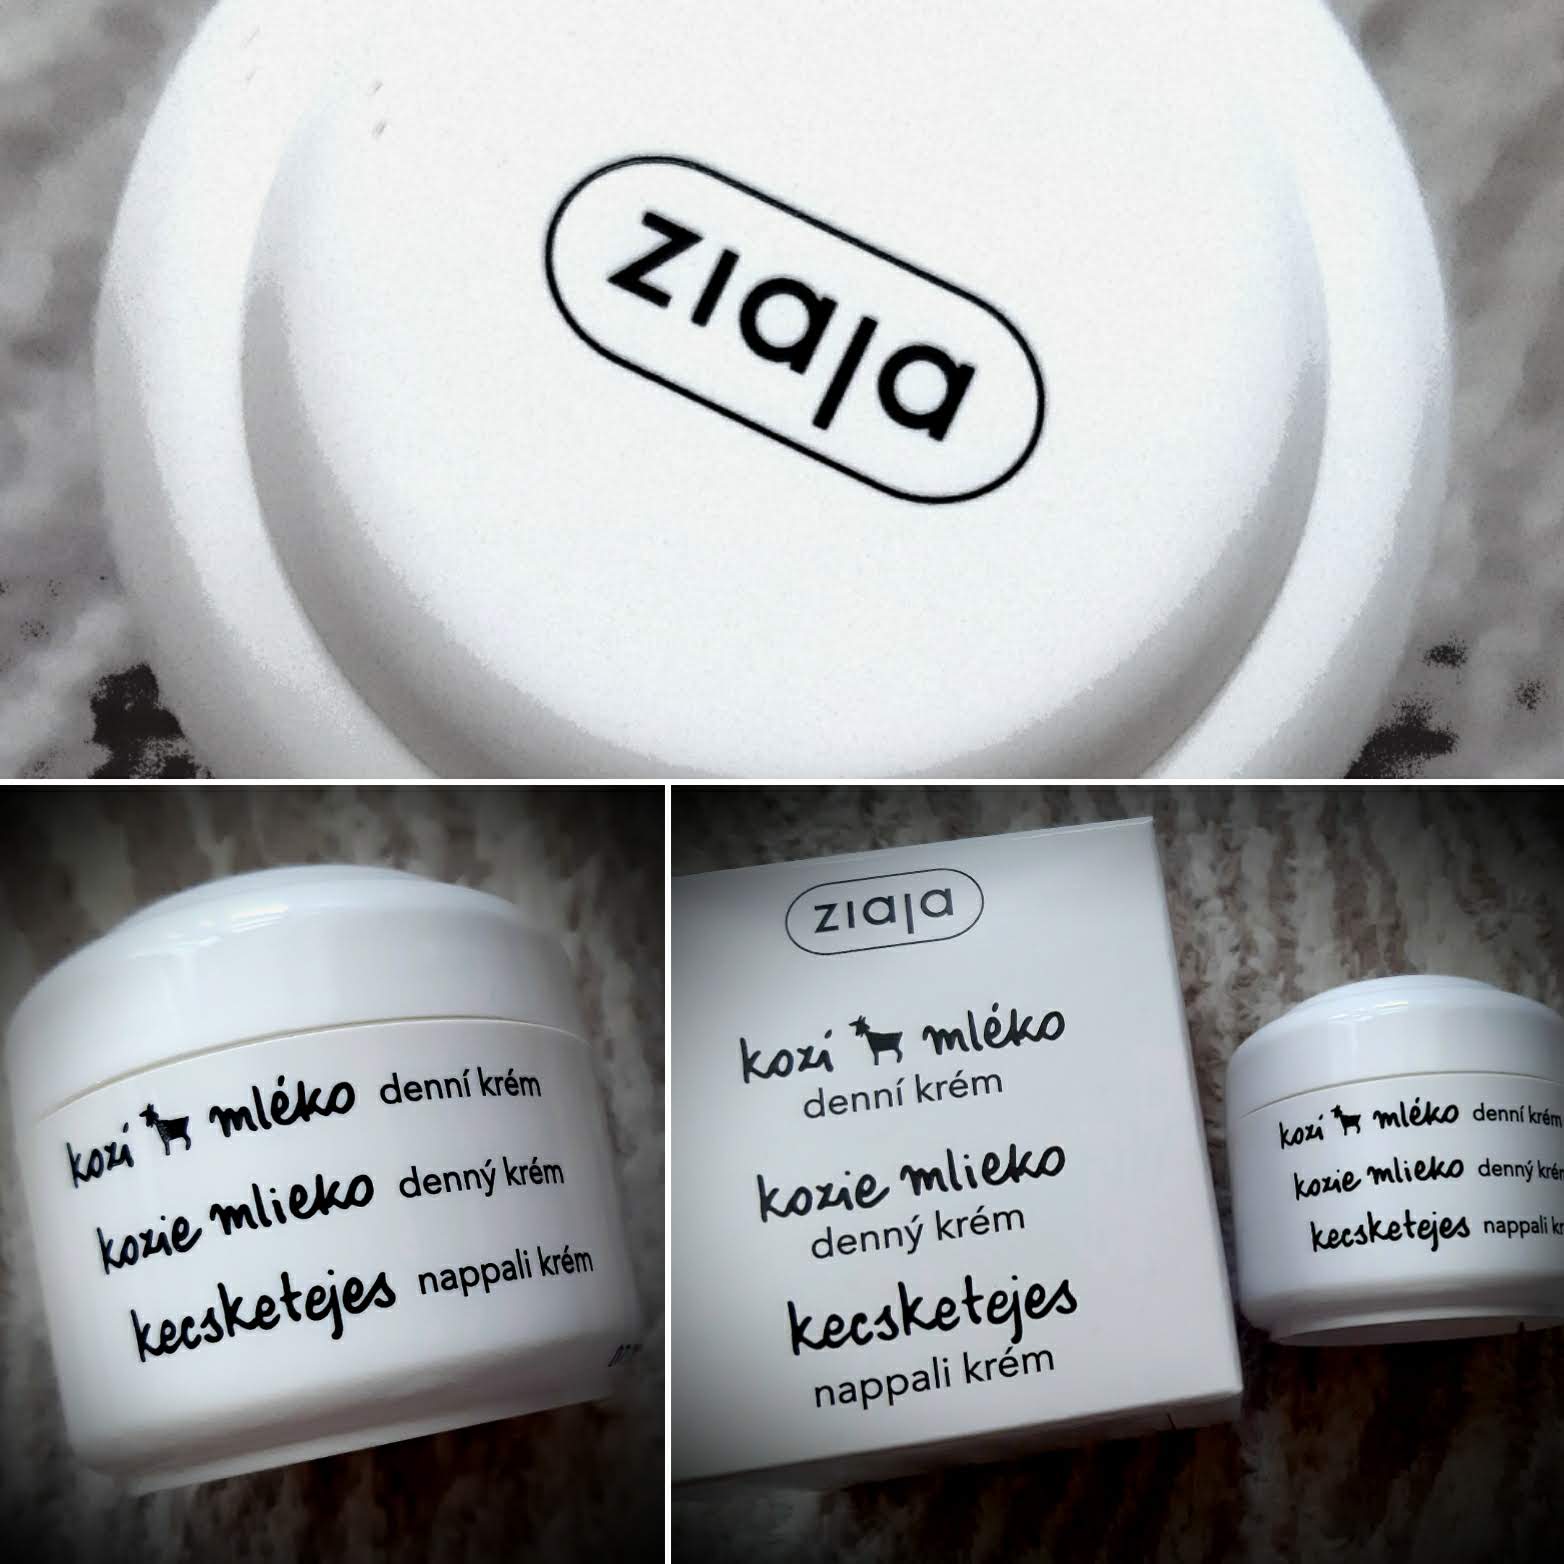 ziaja
kozí mléko denní krém
kozie mlieko denný krém
kecsketejes nappali krém
ziaja
kozí mléko
denní krém
kozie mlieko
denný krém
kecsketejes
nappali krém
kozí mléko denní krém
kozie mlieko denný
kecsketejes nappali